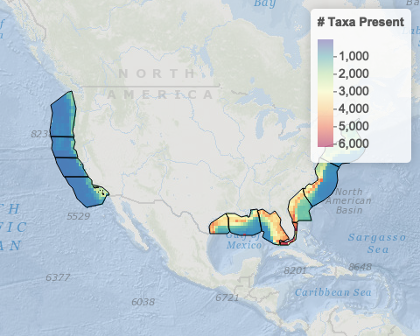 # Taxa Present
1,000
2,000
3,000
4,000
5,000
6,000
Bay
NORTH
AMERICA
823
North
American
Basin
5529
Mexico
Sargasso
Sea
8201
8648
6377
Caribbean Sea
6721
6038